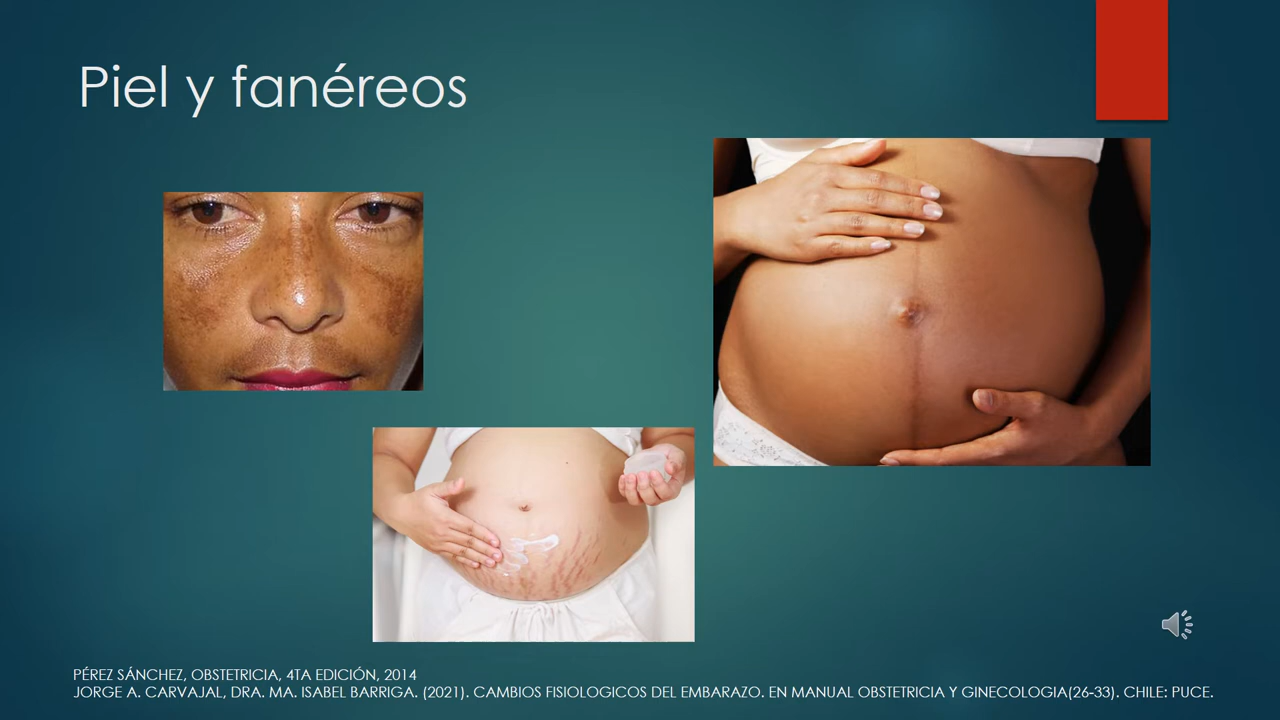 Piel y fanéreos
PÉREZ SÁNCHEZ, OBSTETRICIA, 4TA EDICIÓN, 2014
JORGE A. CARVAJAL, DRA. MA. ISABEL BARRIGA. (2021). CAMBIOS FISIOLOGICOS DEL EMBARAZO. EN MANUAL OBSTETRICIA Y GINECOLOGIA(26-33). CHILE: PUCE.